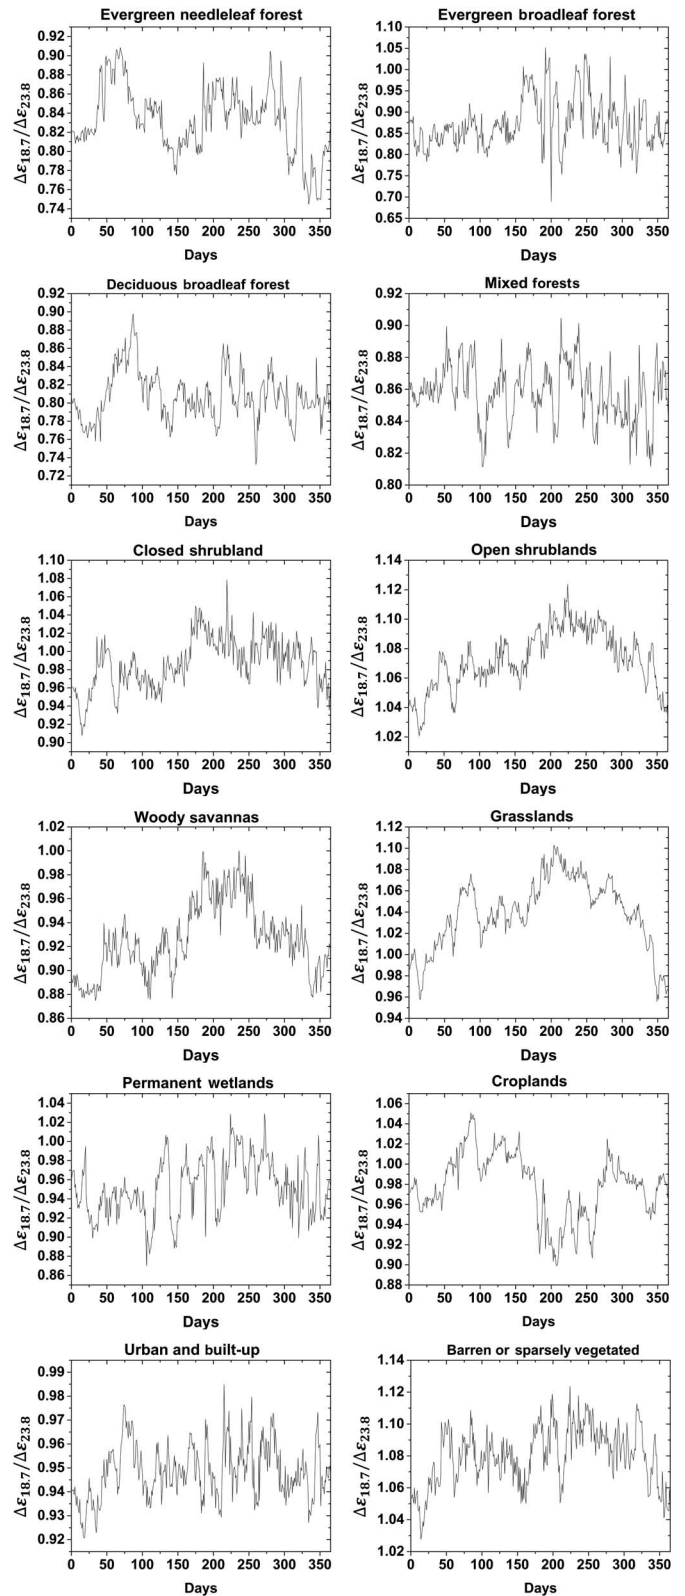 Evergreen needleleaf forest
Δε18.7/Δε23.8
0.92
0.90
0.88
0.86
0.84
0.82
0.80
0.78
0.76
0.74
0 50 100 150 200 250 300 350
Days
Evergreen broadleaf forest
Δε18.7/Δε23.8
1.10
1.05
1.00
0.95
0.90
0.85
0.80
0.75
0.70
0.65
0 50 100 150 200 250 300 350
Days
Deciduous broadleaf forest
Δε18.7/Δε23.8
0.92
0.90
0.88
0.86
0.84
0.82
0.80
0.78
0.76
0.74
0.72
0 50 100 150 200 250 300 350
Days
Mixed forests
Δε18.7/Δε23.8
0.92
0.90
0.88
0.86
0.84
0.82
0.80
0 50 100 150 200 250 300 350
Days
Closed shrubland
Δε18.7/Δε23.8
1.10
1.08
1.06
1.04
1.02
1.00
0.98
0.96
0.94
0.92
0.90
0 50 100 150 200 250 300 350
Days
Open shrublands
Δε18.7/Δε23.8
1.14
1.12
1.10
1.08
1.06
1.04
1.02
0 50 100 150 200 250 300 350
Days
Woody savannas
Δε18.7/Δε23.8
1.02
1.00
0.98
0.96
0.94
0.92
0.90
0.88
0.86
0 50 100 150 200 250 300 350
Days
Grasslands
Δε18.7/Δε23.8
1.12
1.10
1.08
1.06
1.04
1.02
1.00
0.98
0.96
0.94
0 50 100 150 200 250 300 350
Days
Permanent wetlands
Δε18.7/Δε23.8
1.04
1.02
1.00
0.98
0.96
0.94
0.92
0.90
0.88
0.86
0 50 100 150 200 250 300 350
Days
Croplands
Δε18.7/Δε23.8
1.06
1.04
1.02
1.00
0.98
0.96
0.94
0.92
0.90
0.88
0 50 100 150 200 250 300 350
Days
Urban and built-up
Δε18.7/Δε23.8
0.99
0.98
0.97
0.96
0.95
0.94
0.93
0.92
0 50 100 150 200 250 300 350
Days
Barren or sparsely vegetated
Δε18.7/Δε23.8
1.14
1.12
1.10
1.08
1.06
1.04
1.02
0 50 100 150 200 250 300 350
Days